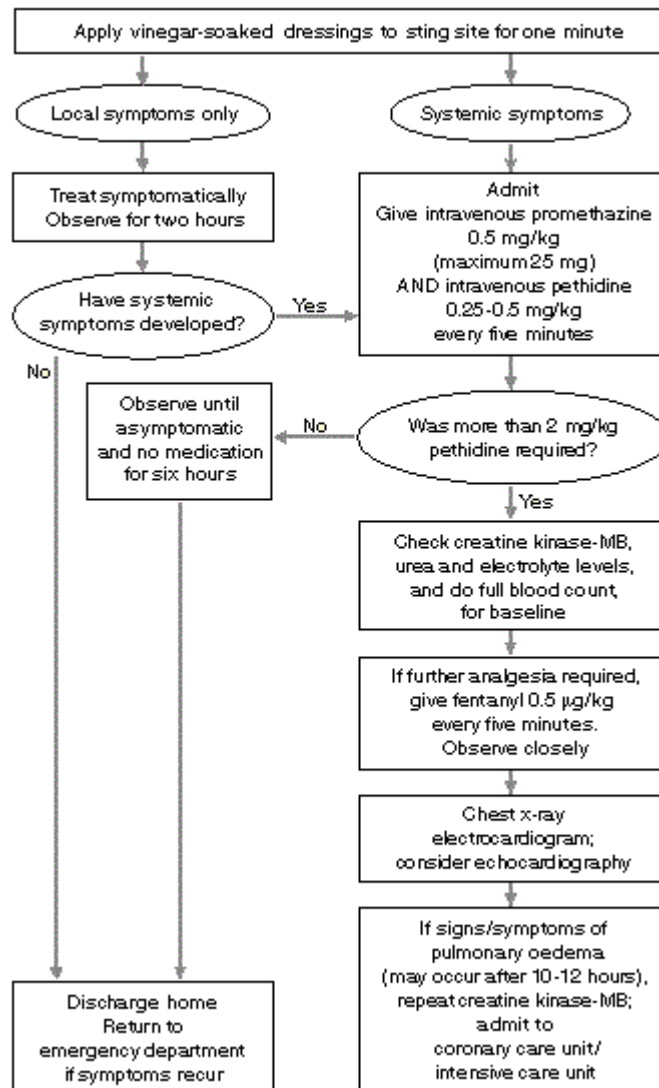 Apply vinegar-soaked dressings to sting site for one minute
Local symptoms only
Systemic symptoms
Treat symptomatically
Observe for two hours
Admit
Give intravenous promethazine
0.5 mg/kg
(maximum 25 mg)
AND intravenous pethidine
0.25-0.5 mg/kg
every five minutes
Have systemic
symptoms developed?
Yes
No
Observe until
asymptomatic
and no medication
for six hours
No
Was more than 2 mg/kg
pethidine required?
Yes
Check creatine kinase-MB,
urea and electrolyte levels,
and do full blood count,
for baseline
If further analgesia required,
give fentanyl 0.5 µg/kg
every five minutes.
Observe closely
Chest x-ray
electrocardiogram;
consider echocardiography
If signs/symptoms of
pulmonary oedema
(may occur after 10-12 hours),
repeat creatine kinase-MB;
admit to
coronary care unit/
intensive care unit
Discharge home
Return to
emergency department
if symptoms recur